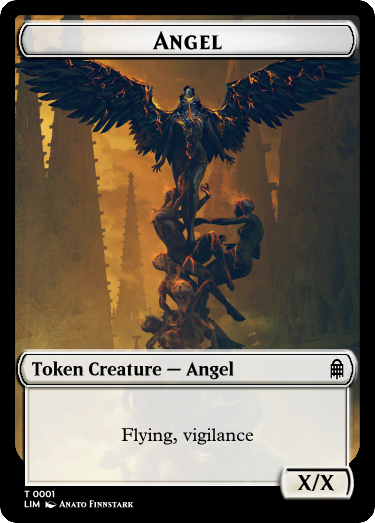 Angel
Token Creature — Angel
Flying, vigilance
X/X
T 0001
LIM Anato Finnstark